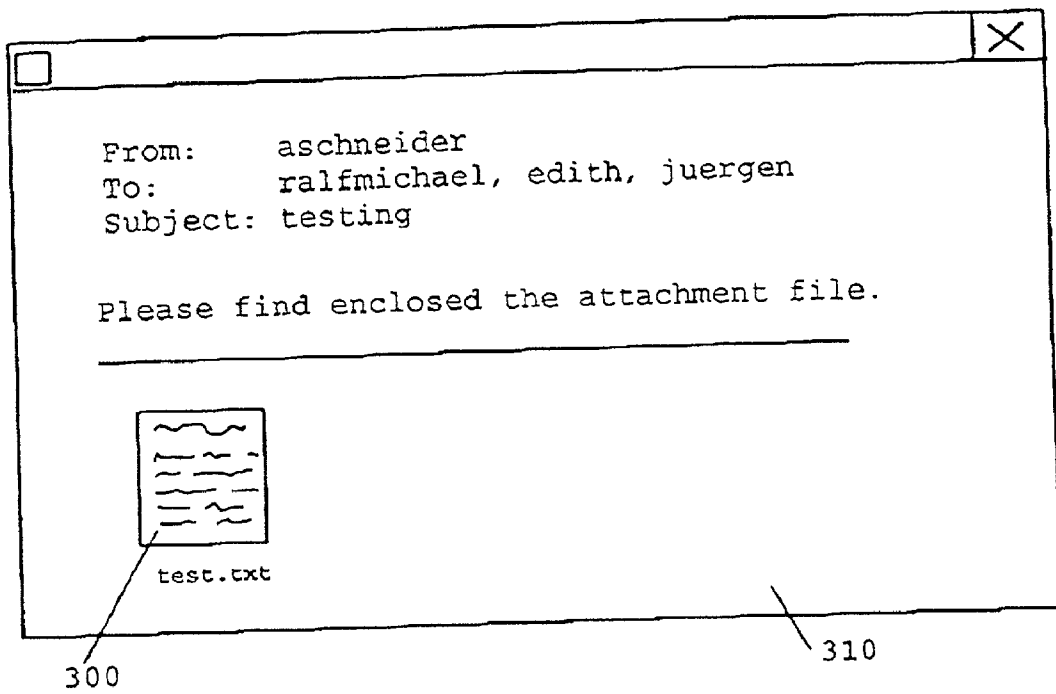 From: aschneider
To: ralfmichael, edith, juergen
Subject: testing
Please find enclosed the attachment file.
test.txt
300
310